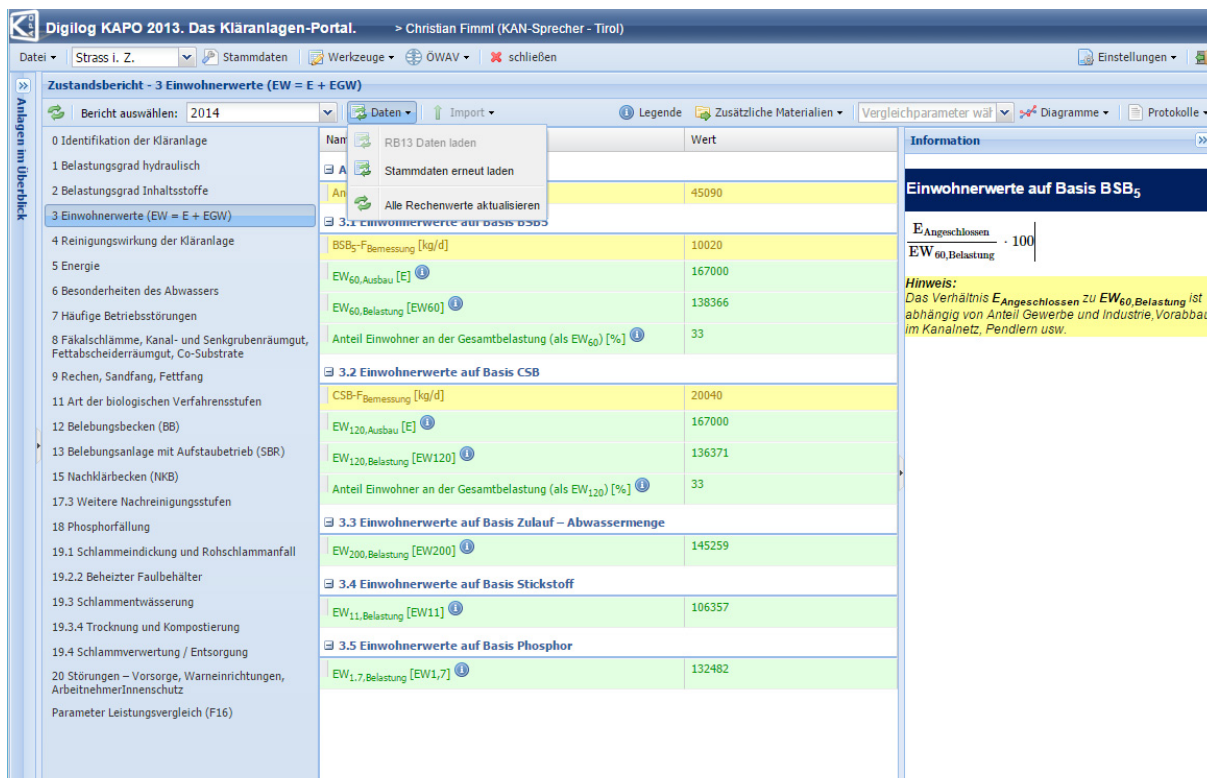 Digilog KAPO 2013. Das Kläranlagen-Portal. > Christian Fimml (KAN-Sprecher - Tirol)
Datei Strass i. Z. Stammdaten Werkzeuge ÖWAV schließen Einstellungen
Anlagen im Überblick
Zustandsbericht - 3 Einwohnerwerte (EW = E + EGW)
Bericht auswählen: 2014 Daten Import Legende Zusätzliche Materialien Vergleichparameter wäh Diagramme Protokolle
0 Identifikation der Kläranlage
1 Belastungsgrad hydraulisch
2 Belastungsgrad Inhaltsstoffe
3 Einwohnerwerte (EW = E + EGW)
4 Reinigungswirkung der Kläranlage
5 Energie
6 Besonderheiten des Abwassers
7 Häufige Betriebsstörungen
8 Fäkalschlämme, Kanal- und Senkgrubenräumgut,
Fettabscheiderräumgut, Co-Substrate
9 Rechen, Sandfang, Fettfang
11 Art der biologischen Verfahrensstufen
12 Belebungsbecken (BB)
13 Belebungsanlage mit Aufstaubetrieb (SBR)
15 Nachklärbecken (NKB)
17.3 Weitere Nachreinigungsstufen
18 Phosphorfällung
19.1 Schlammeindickung und Rohschlammanfall
19.2.2 Beheizter Faulbehälter
19.3 Schlammentwässerung
19.3.4 Trocknung und Kompostierung
19.4 Schlammverwertung / Entsorgung
20 Störungen – Vorsorge, Warneinrichtungen,
ArbeitnehmerInnenschutz
Parameter Leistungsvergleich (F16)
RB13 Daten laden
Stammdaten erneut laden
Alle Rechenwerte aktualisieren
Wert
45090
3.1 Einwohnerwerte auf Basis BSB5
BSB5-FBemessung [kg/d] 10020
EW60,Ausbau [E] 167000
EW60,Belastung [EW60] 138366
Anteil Einwohner an der Gesamtbelastung (als EW60) [%] 33
3.2 Einwohnerwerte auf Basis CSB
CSB-FBemessung [kg/d] 20040
EW120,Ausbau [E] 167000
EW120,Belastung [EW120] 136371
Anteil Einwohner an der Gesamtbelastung (als EW120) [%] 33
3.3 Einwohnerwerte auf Basis Zulauf – Abwassermenge
EW200,Belastung [EW200] 145259
3.4 Einwohnerwerte auf Basis Stickstoff
EW11,Belastung [EW11] 106357
3.5 Einwohnerwerte auf Basis Phosphor
EW1.7,Belastung [EW1,7] 132482
Information
Einwohnerwerte auf Basis BSB5
EAngeschlossen
EW60,Belastung · 100
Hinweis:
Das Verhältnis EAngeschlossen zu EW60,Belastung ist
abhängig von Anteil Gewerbe und Industrie,Vorabbau
im Kanalnetz, Pendlern usw.